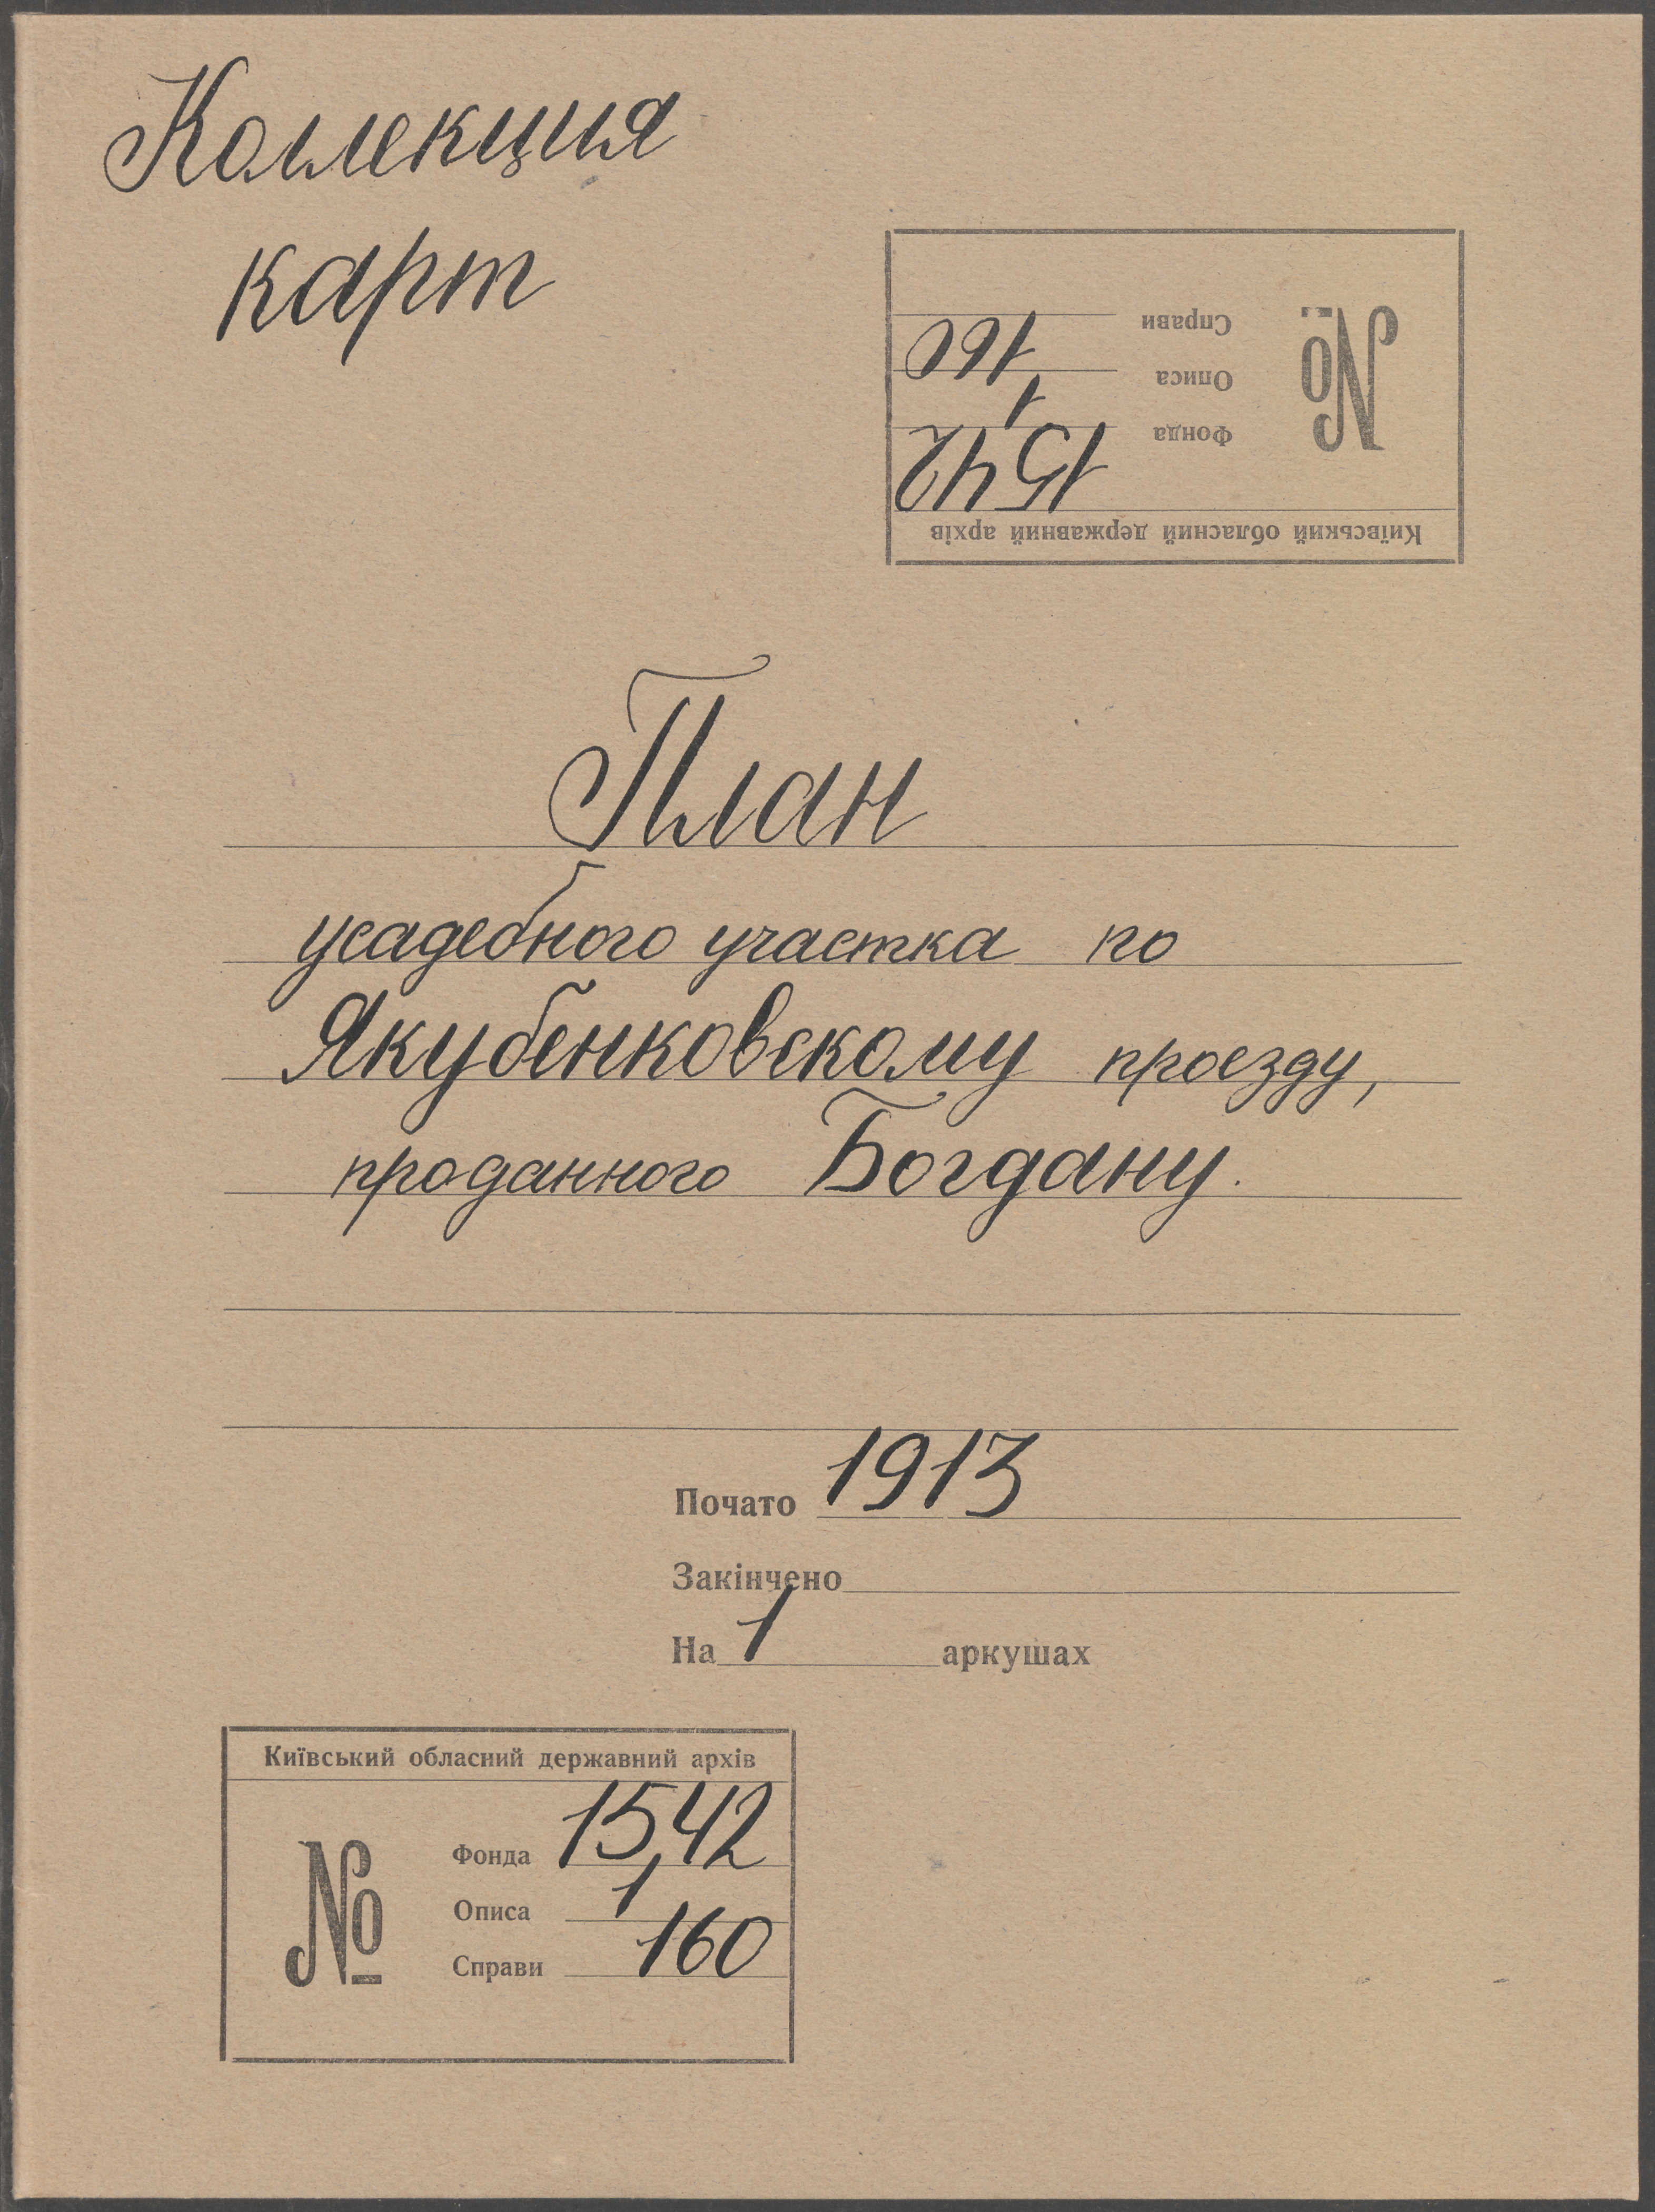 Коллекция
карт
Київський обласний державний архів
№
Фонда 1542
Описа 1
Справи 160
План
усадебного участка по
Якубенковскому проезду,
проданного Богдану.
Почато 1913
Закінчено
На 1 аркушах
Київський обласний державний архів
№
Фонда 1542
Описа 1
Справи 160